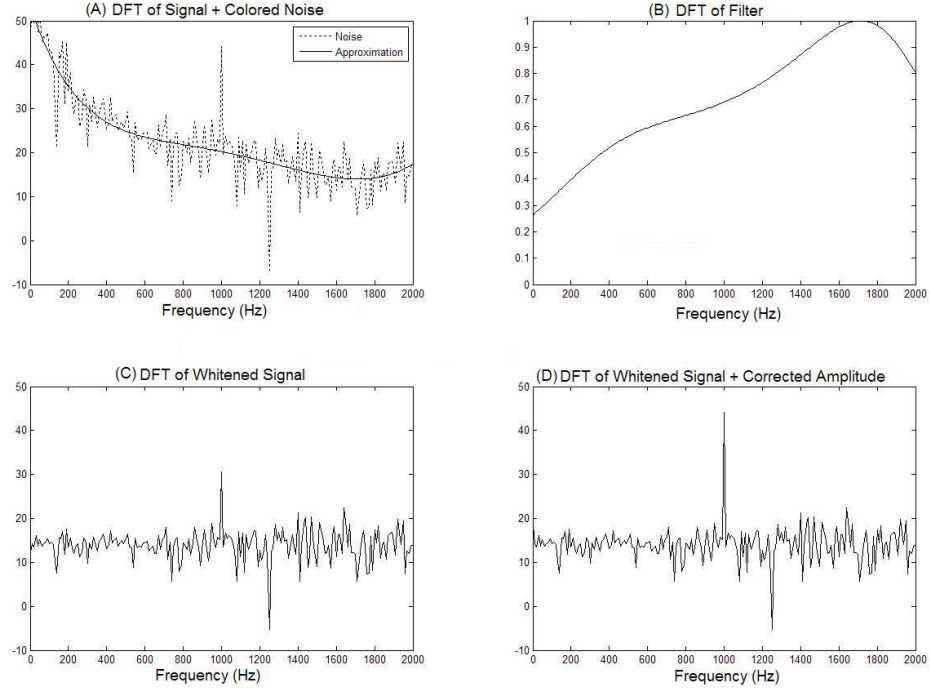 (A) DFT of Signal + Colored Noise
50
40
30
20
10
0
-10
0 200 400 600 800 1000 1200 1400 1600 1800 2000
Frequency (Hz)
Noise
Approximation
(B) DFT of Filter
1
0.9
0.8
0.7
0.6
0.5
0.4
0.3
0.2
0.1
0
0 200 400 600 800 1000 1200 1400 1600 1800 2000
Frequency (Hz)
(C) DFT of Whitened Signal
50
40
30
20
10
0
-10
0 200 400 600 800 1000 1200 1400 1600 1800 2000
Frequency (Hz)
(D) DFT of Whitened Signal + Corrected Amplitude
50
40
30
20
10
0
-10
0 200 400 600 800 1000 1200 1400 1600 1800 2000
Frequency (Hz)